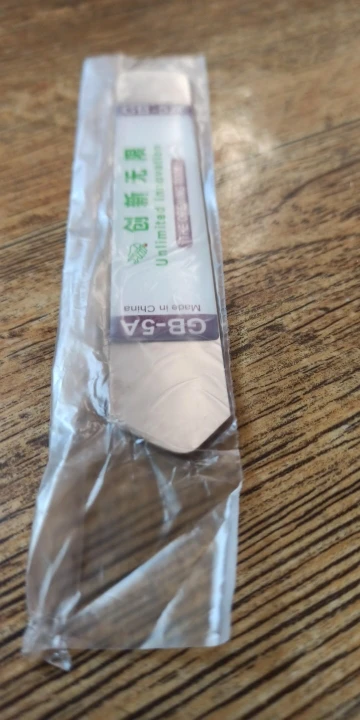 GB-5A
Made in China
创新无限
Unlimited innovation